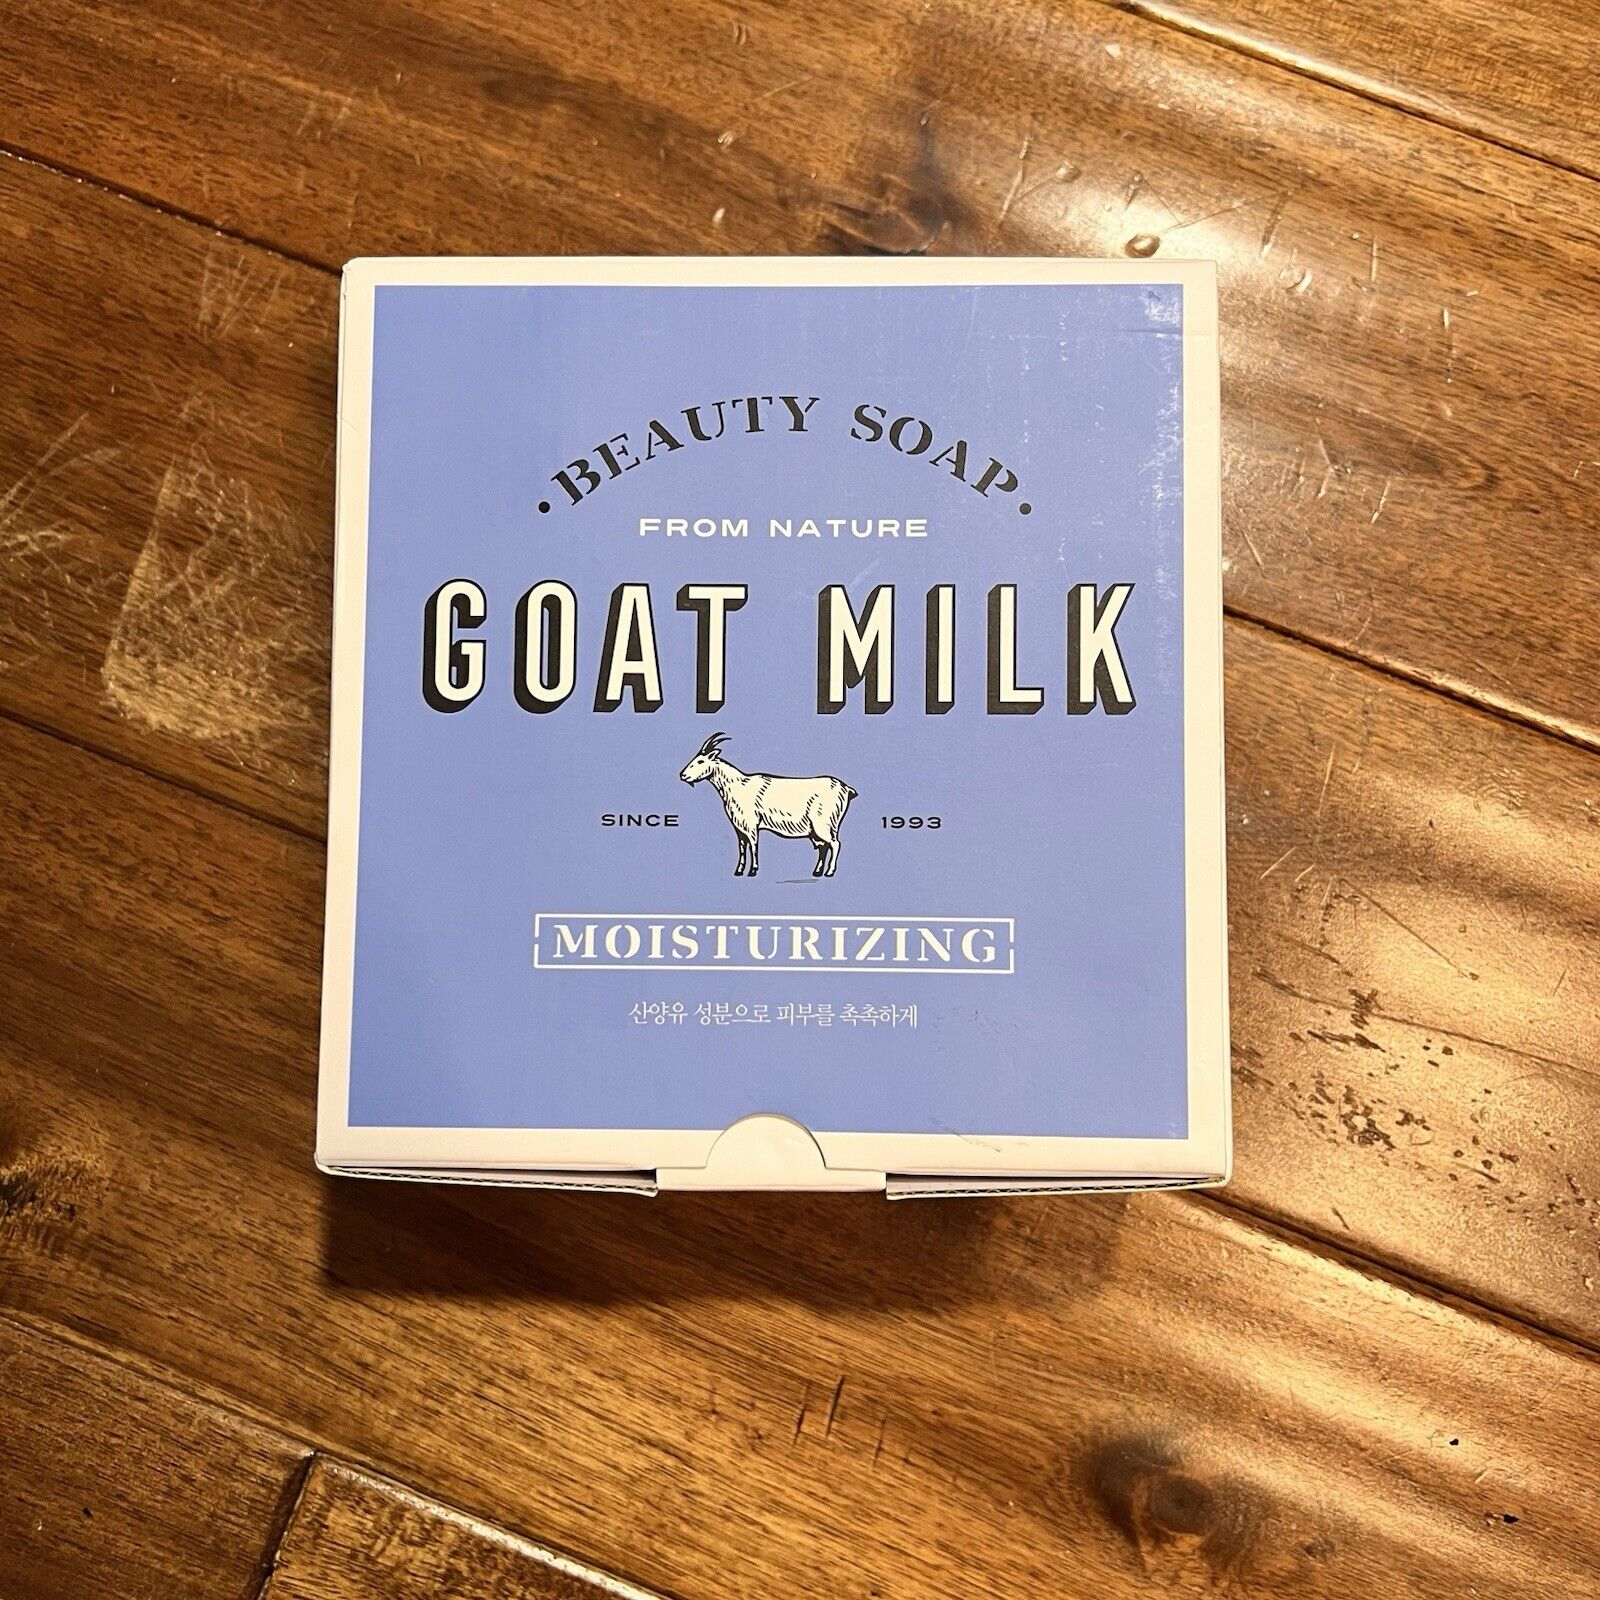 BEAUTY SOAP
FROM NATURE
GOAT MILK
SINCE 1993
MOISTURIZING
산양유 성분으로 피부를 촉촉하게